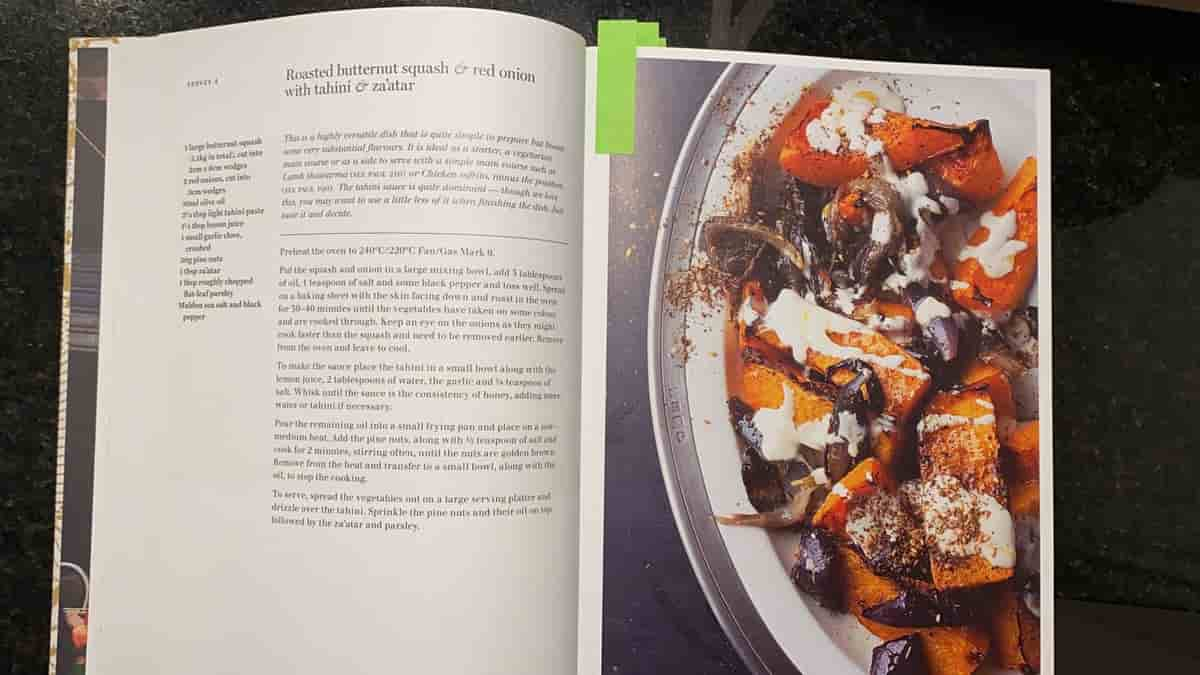 SERVES 4
Roasted butternut squash & red onion
with tahini & za'atar
1 large butternut squash
(1.1kg in total), cut into
2cm x 6cm wedges
2 red onions, cut into
3cm wedges
50ml olive oil
3½ tbsp light tahini paste
1½ tbsp lemon juice
1 small garlic clove,
crushed
30g pine nuts
1 tbsp za'atar
1 tbsp roughly chopped
flat-leaf parsley
Maldon sea salt and black
pepper
This is a highly versatile dish that is quite simple to prepare but boasts
some very substantial flavours. It is ideal as a starter, a vegetarian
main course or as a side to serve with a simple main course such as
Lamb shawarma (SEE PAGE 210) or Chicken sofrito, minus the potatoes
(SEE PAGE 190). The tahini sauce is quite dominant — though we love
this, you may want to use a little less of it when finishing the dish; just
taste it and decide.
Preheat the oven to 240°C/220°C Fan/Gas Mark 9.
Put the squash and onion in a large mixing bowl, add 3 tablespoons
of oil, 1 teaspoon of salt and some black pepper and toss well. Spread
on a baking sheet with the skin facing down and roast in the oven
for 30–40 minutes until the vegetables have taken on some colour
and are cooked through. Keep an eye on the onions as they might
cook faster than the squash and need to be removed earlier. Remove
from the oven and leave to cool.
To make the sauce place the tahini in a small bowl along with the
lemon juice, 2 tablespoons of water, the garlic and ¼ teaspoon of
salt. Whisk until the sauce is the consistency of honey, adding more
water or tahini if necessary.
Pour the remaining oil into a small frying pan and place on a low–
medium heat. Add the pine nuts, along with ½ teaspoon of salt and
cook for 2 minutes, stirring often, until the nuts are golden brown.
Remove from the heat and transfer to a small bowl, along with the
oil, to stop the cooking.
To serve, spread the vegetables out on a large serving platter and
drizzle over the tahini. Sprinkle the pine nuts and their oil on top,
followed by the za'atar and parsley.